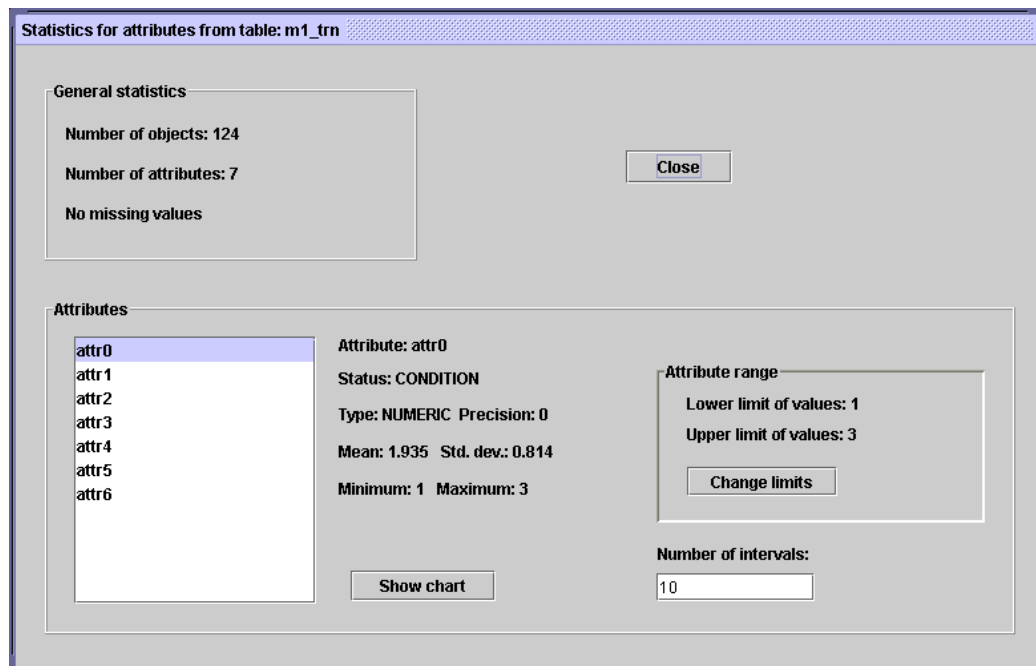 Statistics for attributes from table: m1_trn
General statistics
Number of objects: 124
Number of attributes: 7
No missing values
Close
Attributes
attr0
attr1
attr2
attr3
attr4
attr5
attr6
Attribute: attr0
Status: CONDITION
Type: NUMERIC Precision: 0
Mean: 1.935 Std. dev.: 0.814
Minimum: 1 Maximum: 3
Show chart
Attribute range
Lower limit of values: 1
Upper limit of values: 3
Change limits
Number of intervals:
10